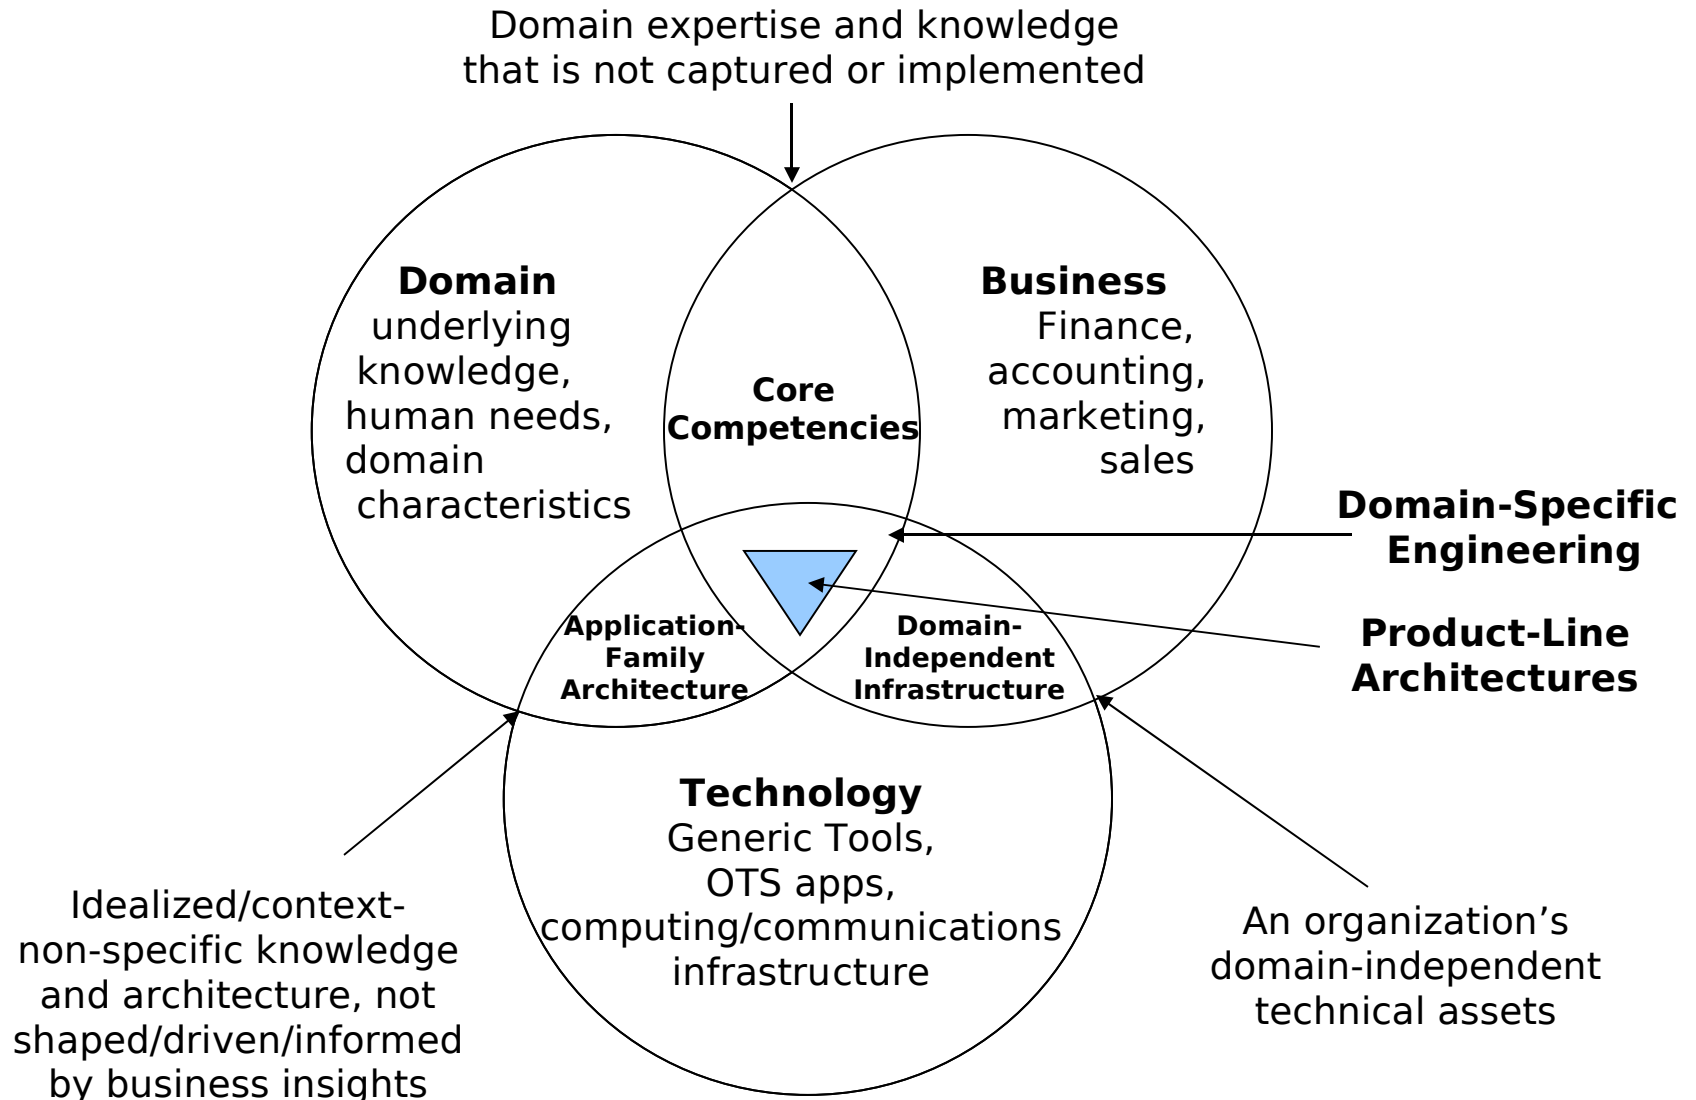 Domain expertise and knowledge
that is not captured or implemented
Domain
underlying
knowledge,
human needs,
domain
characteristics
Business
Finance,
accounting,
marketing,
sales
Core
Competencies
Domain-Specific
Engineering
Product-Line
Architectures
Application-
Family
Architecture
Domain-
Independent
Infrastructure
Technology
Generic Tools,
OTS apps,
computing/communications
infrastructure
Idealized/context-
non-specific knowledge
and architecture, not
shaped/driven/informed
by business insights
An organization’s
domain-independent
technical assets